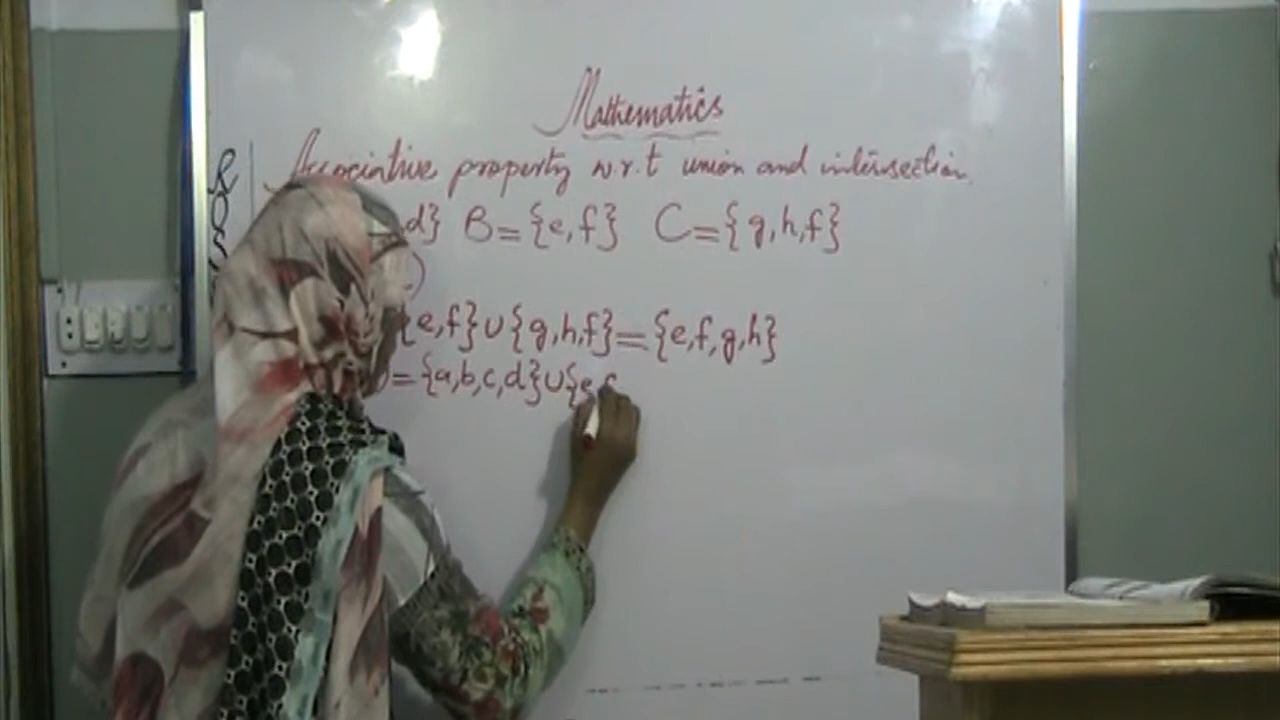 Mathematics
Associative property w.r.t union and intersection
d} B={e,f} C={g,h,f}
)
{e,f}∪{g,h,f}={e,f,g,h}
)={a,b,c,d}∪{e,f